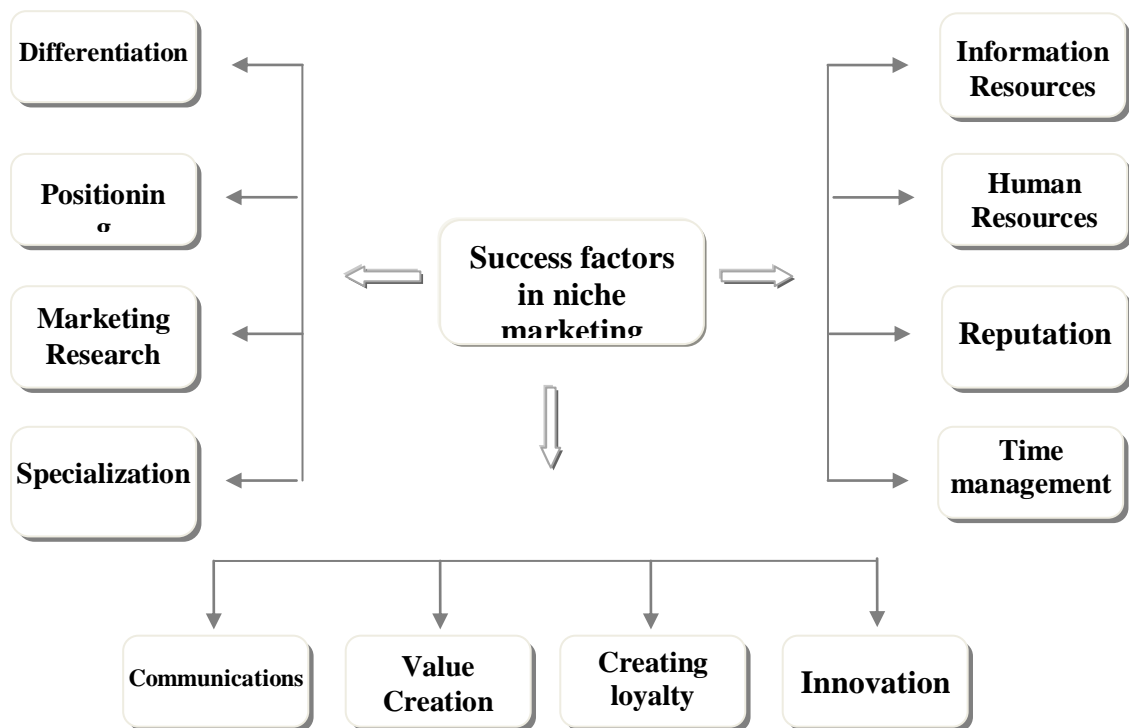 Differentiation
Positionin
g
Marketing
Research
Specialization
Success factors
in niche
marketing
Information
Resources
Human
Resources
Reputation
Time
management
Communications
Value
Creation
Creating
loyalty
Innovation